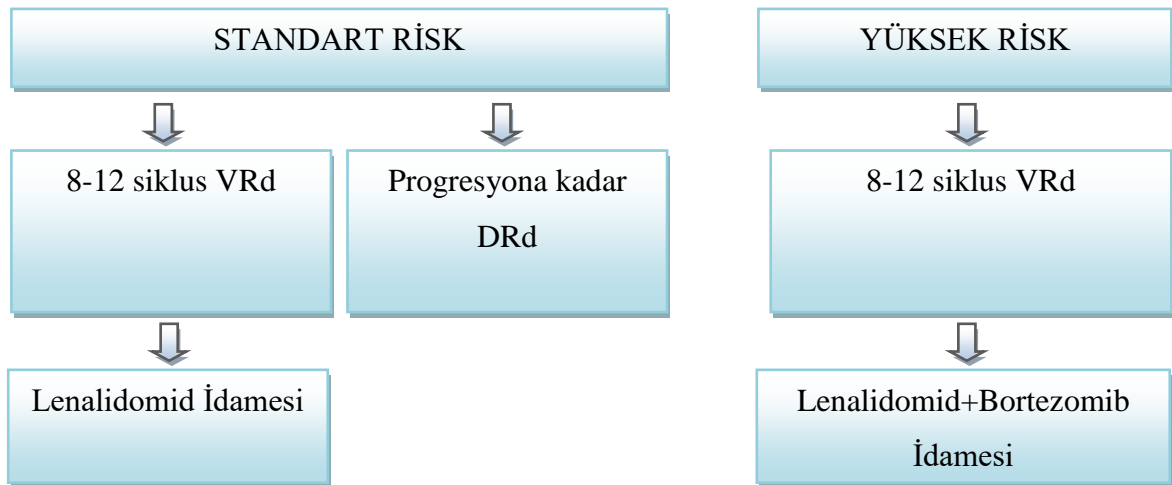 STANDART RİSK
YÜKSEK RİSK
8-12 siklus VRd
Progresyona kadar
DRd
8-12 siklus VRd
Lenalidomid İdamesi
Lenalidomid+Bortezomib
İdamesi